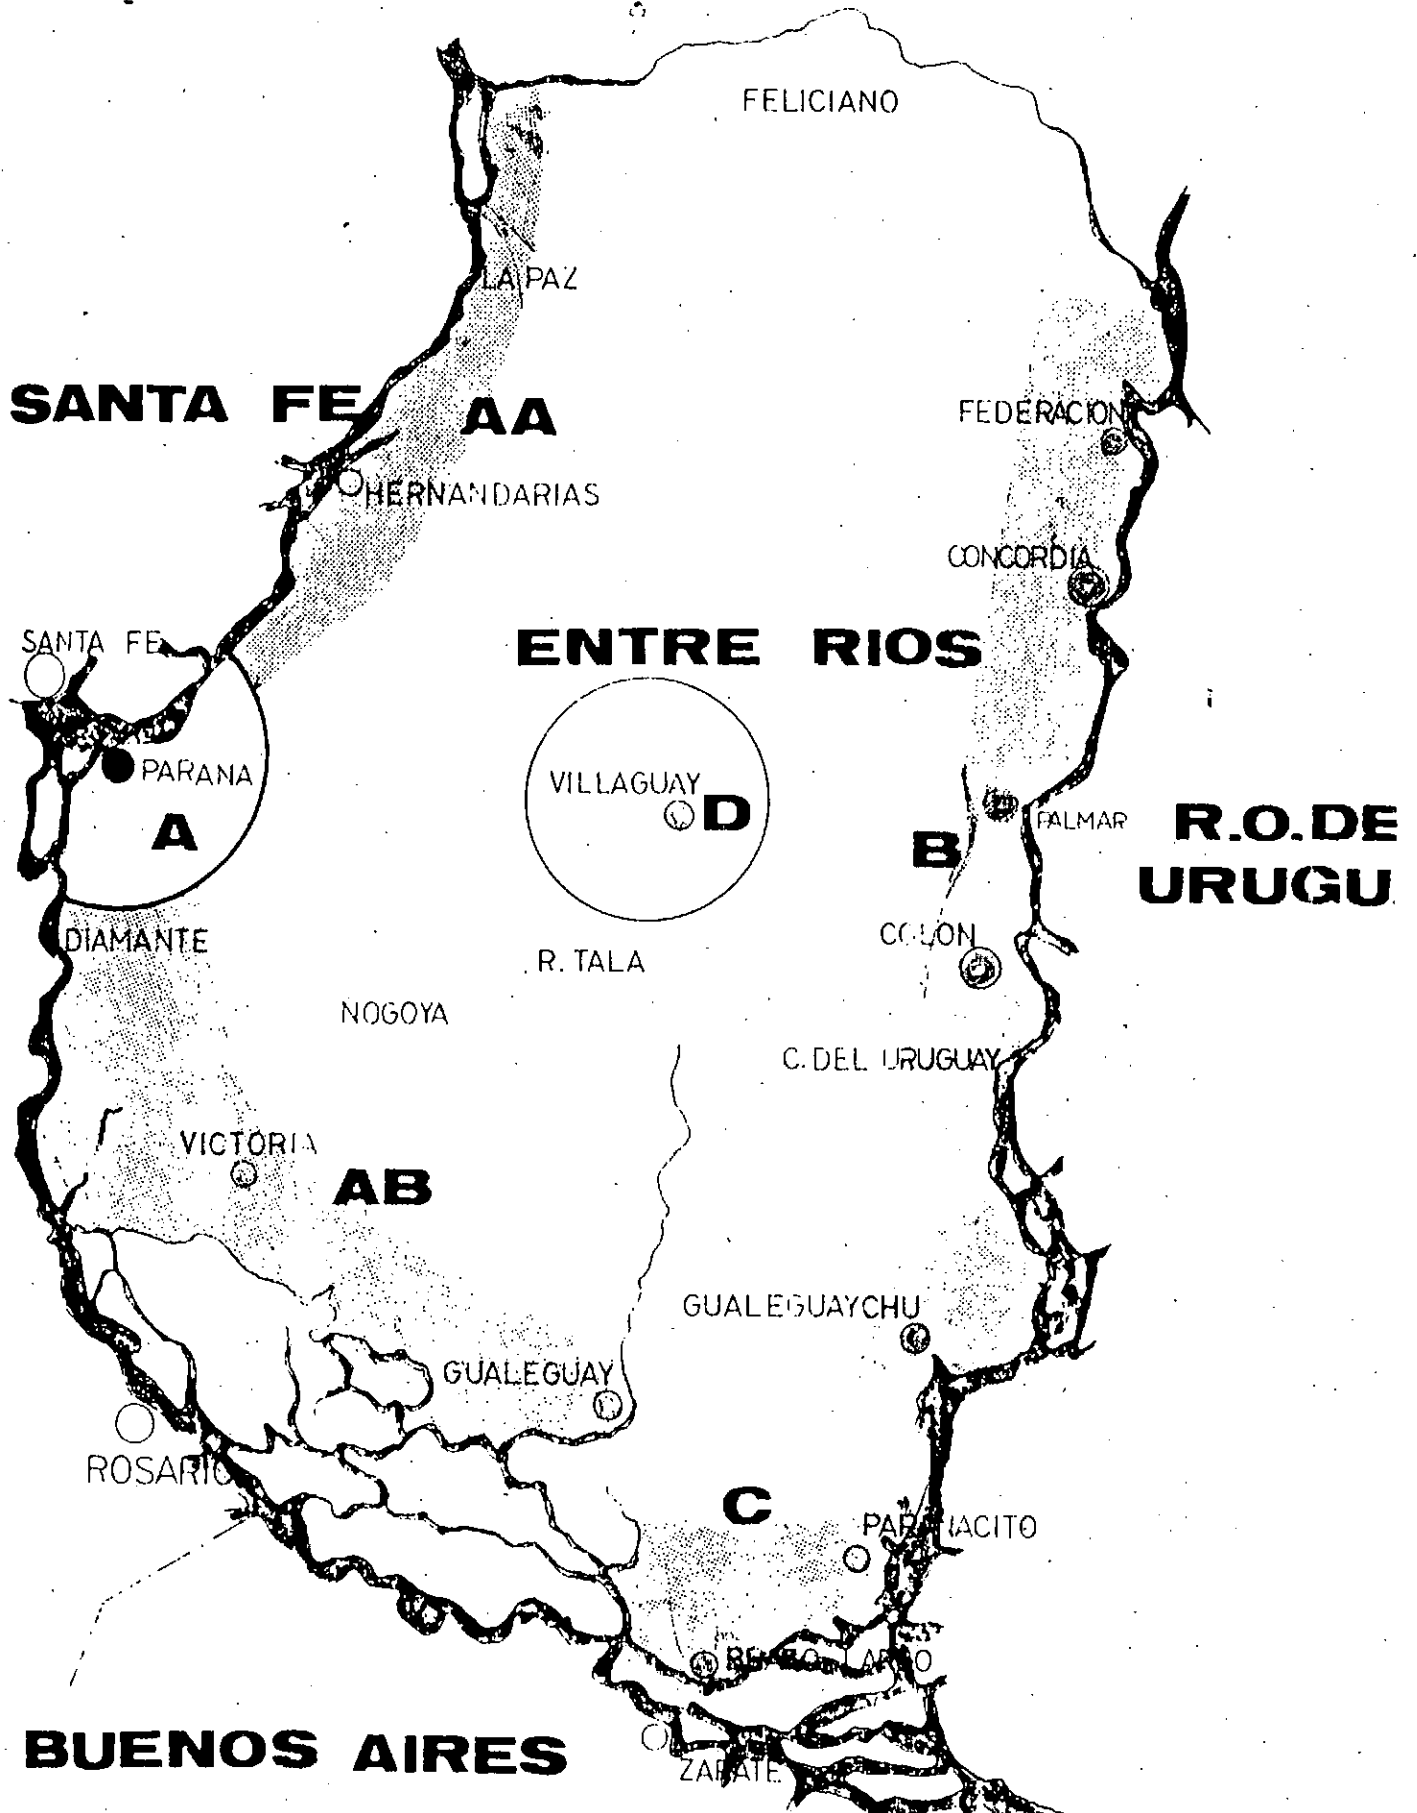 FELICIANO
LA PAZ
SANTA FE
AA
FEDERACION
HERNANDARIAS
CONCORDIA
SANTA FE
ENTRE RIOS
PARANA
VILLAGUAY
A
D
B
PALMAR
R.O.DE
URUGU
DIAMANTE
COLON
R. TALA
NOGOYA
C. DEL URUGUAY
VICTORIA
AB
GUALEGUAYCHU
GUALEGUAY
ROSARIO
C
PARANACITO
BUENOS AIRES
ZARATE